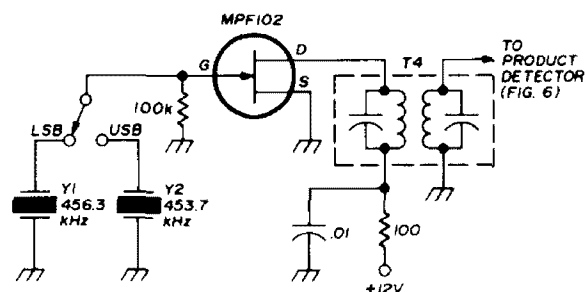 MPF102
G
D
S
T4
TO
PRODUCT
DETECTOR
(FIG. 6)
100k
LSB
USB
Y1
456.3
kHz
Y2
453.7
kHz
.01
100
+12V